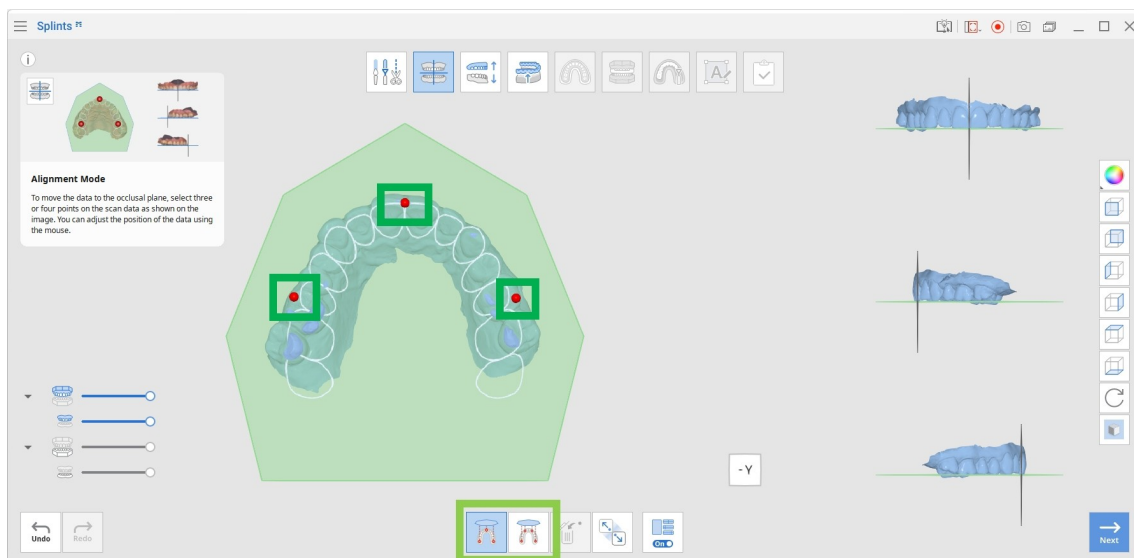 Splints
i
A
Alignment Mode
To move the data to the occlusal plane, select three
or four points on the scan data as shown on the
image. You can adjust the position of the data using
the mouse.
- Y
Undo
Redo
On
Next